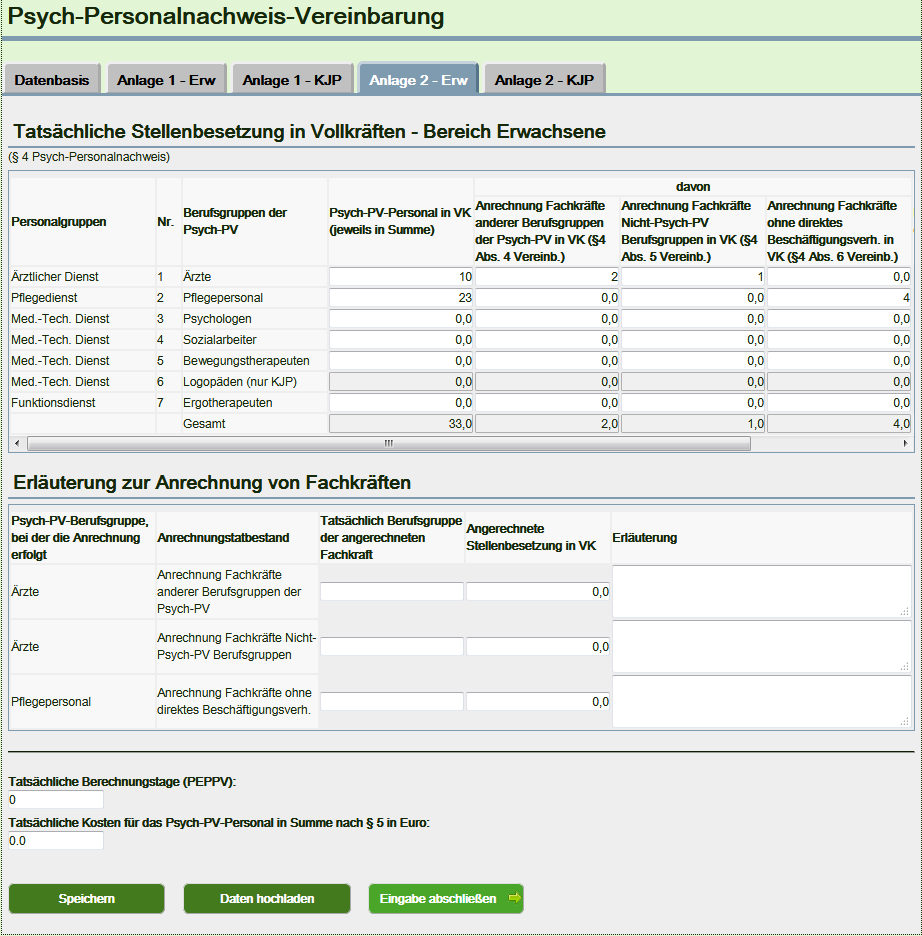 Psych-Personalnachweis-Vereinbarung
Datenbasis Anlage 1 - Erw Anlage 1 - KJP Anlage 2 - Erw Anlage 2 - KJP
Tatsächliche Stellenbesetzung in Vollkräften - Bereich Erwachsene
(§ 4 Psych-Personalnachweis)
davon
Personalgruppen
Nr.
Berufsgruppen der
Psych-PV
Psych-PV-Personal in VK
(jeweils in Summe)
Anrechnung Fachkräfte
anderer Berufsgruppen
der Psych-PV in VK (§4
Abs. 4 Vereinb.)
Anrechnung Fachkräfte
Nicht-Psych-PV
Berufsgruppen in VK (§4
Abs. 5 Vereinb.)
Anrechnung Fachkräfte
ohne direktes
Beschäftigungsverh. in
VK (§4 Abs. 6 Vereinb.)
Ärztlicher Dienst 1 Ärzte 10 2 1 0,0
Pflegedienst 2 Pflegepersonal 23 0,0 0,0 4
Med.-Tech. Dienst 3 Psychologen 0,0 0,0 0,0 0,0
Med.-Tech. Dienst 4 Sozialarbeiter 0,0 0,0 0,0 0,0
Med.-Tech. Dienst 5 Bewegungstherapeuten 0,0 0,0 0,0 0,0
Med.-Tech. Dienst 6 Logopäden (nur KJP) 0,0 0,0 0,0 0,0
Funktionsdienst 7 Ergotherapeuten 0,0 0,0 0,0 0,0
Gesamt 33,0 2,0 1,0 4,0
Erläuterung zur Anrechnung von Fachkräften
Psych-PV-Berufsgruppe,
bei der die Anrechnung
erfolgt
Anrechnungstatbestand
Tatsächlich Berufsgruppe
der angerechneten
Fachkraft
Angerechnete
Stellenbesetzung in VK
Erläuterung
Ärzte
Anrechnung Fachkräfte
anderer Berufsgruppen der
Psych-PV
0,0
Ärzte
Anrechnung Fachkräfte Nicht-
Psych-PV Berufsgruppen
0,0
Pflegepersonal
Anrechnung Fachkräfte ohne
direktes Beschäftigungsverh.
0,0
Tatsächliche Berechnungstage (PEPPV):
0
Tatsächliche Kosten für das Psych-PV-Personal in Summe nach § 5 in Euro:
0.0
Speichern Daten hochladen Eingabe abschließen